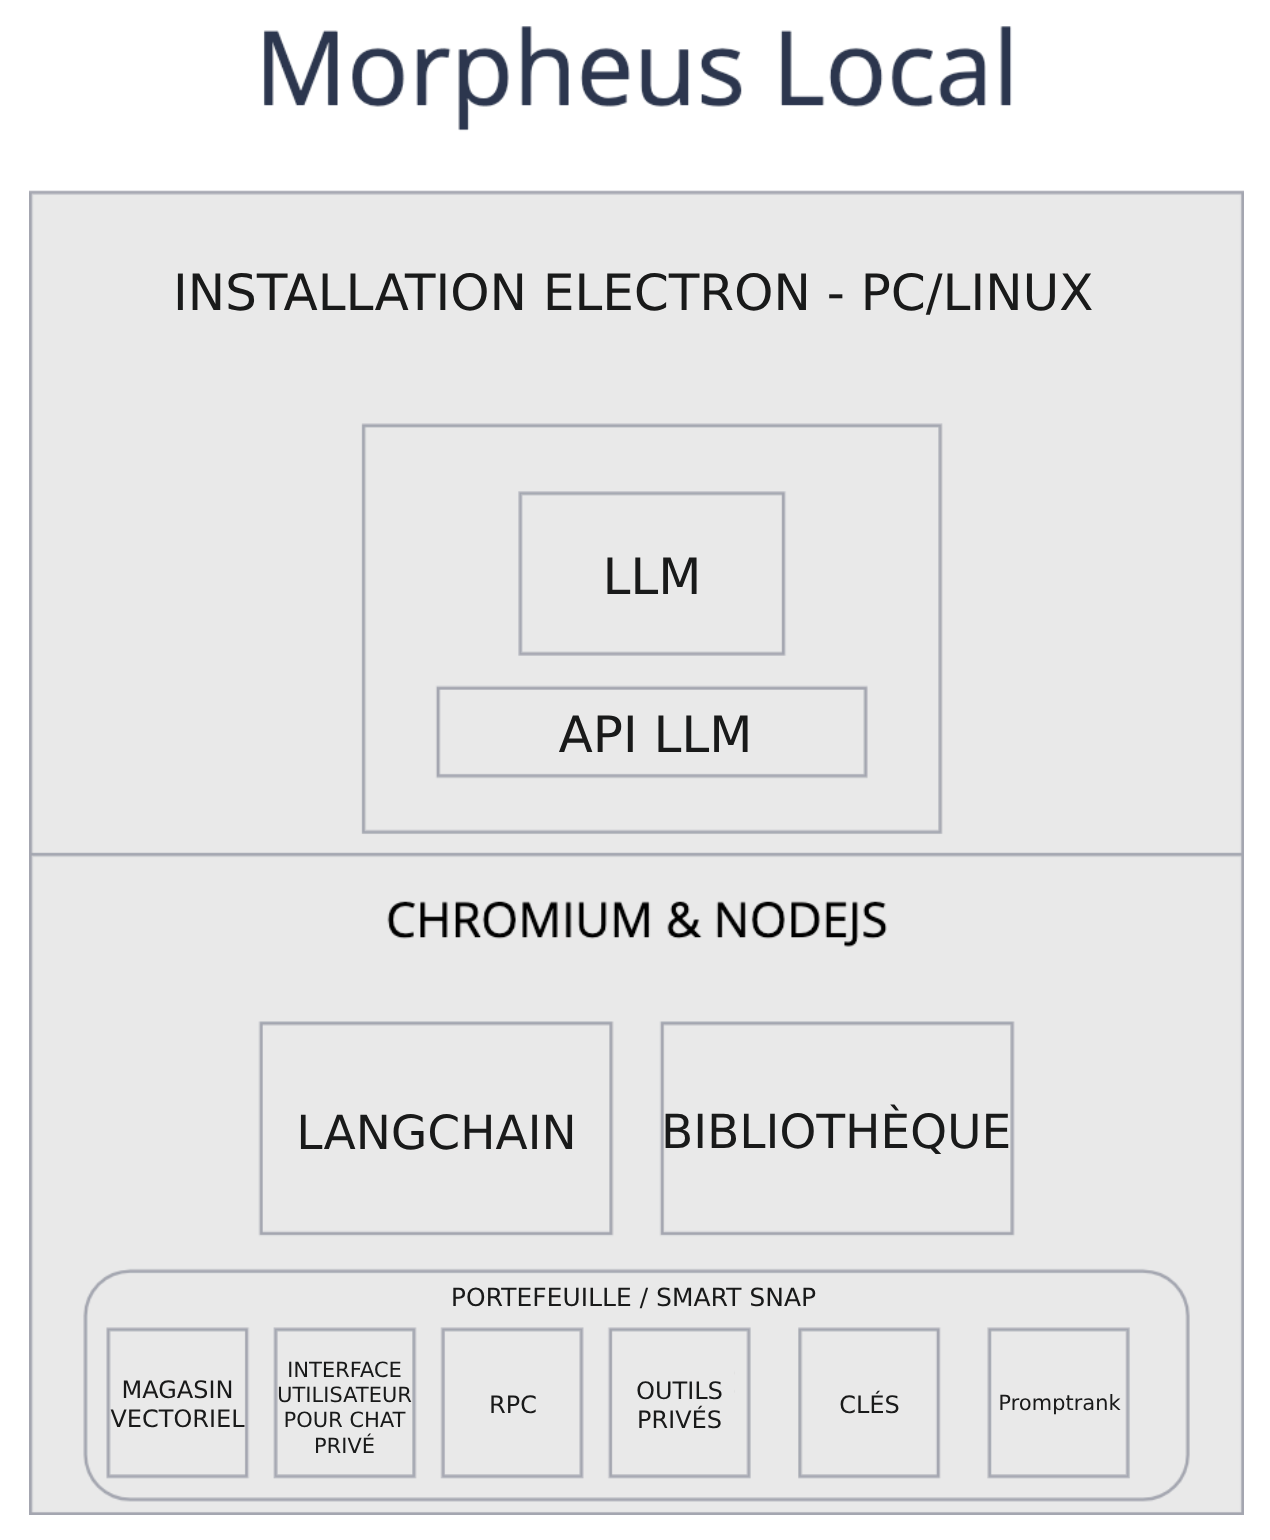 Morpheus Local
INSTALLATION ELECTRON - PC/LINUX
LLM
API LLM
CHROMIUM & NODEJS
LANGCHAIN
BIBLIOTHÈQUE
PORTEFEUILLE / SMART SNAP
MAGASIN
VECTORIEL
INTERFACE
UTILISATEUR
POUR CHAT
PRIVÉ
RPC
OUTILS
PRIVÉS
CLÉS
Promptrank